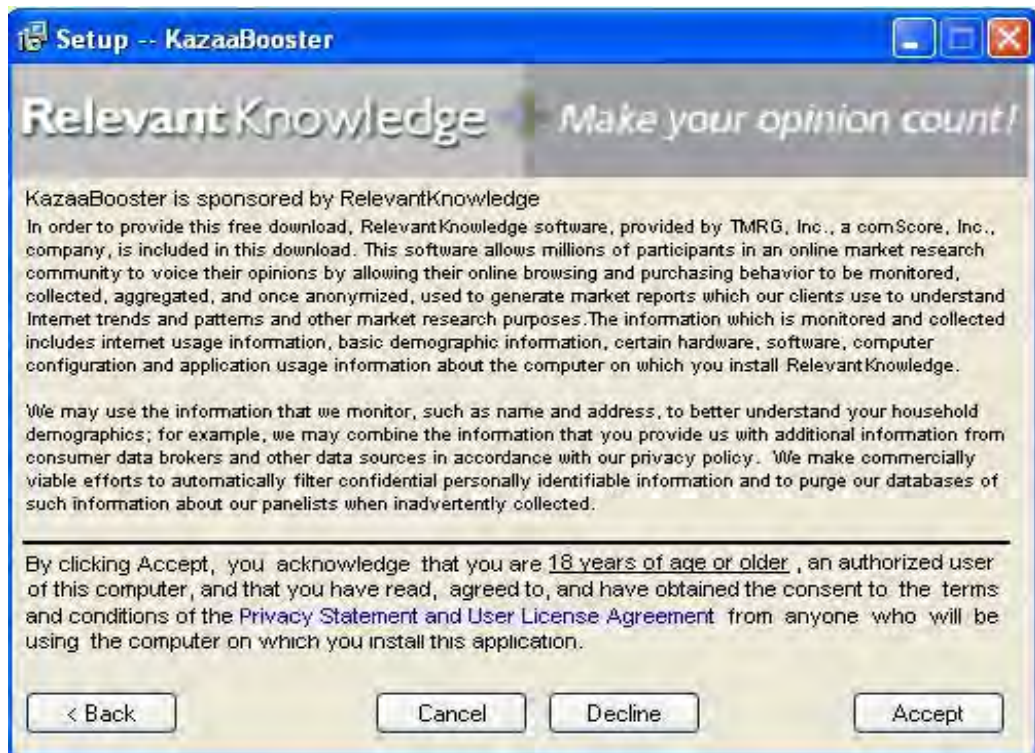 Setup -- KazaaBooster
Relevant Knowledge
Make your opinion count!
KazaaBooster is sponsored by RelevantKnowledge
In order to provide this free download, RelevantKnowledge software, provided by TMRG, Inc., a comScore, Inc.,
company, is included in this download. This software allows millions of participants in an online market research
community to voice their opinions by allowing their online browsing and purchasing behavior to be monitored,
collected, aggregated, and once anonymized, used to generate market reports which our clients use to understand
Internet trends and patterns and other market research purposes.The information which is monitored and collected
includes internet usage information, basic demographic information, certain hardware, software, computer
configuration and application usage information about the computer on which you install RelevantKnowledge.
We may use the information that we monitor, such as name and address, to better understand your household
demographics; for example, we may combine the information that you provide us with additional information from
consumer data brokers and other data sources in accordance with our privacy policy. We make commercially
viable efforts to automatically filter confidential personally identifiable information and to purge our databases of
such information about our panelists when inadvertently collected.
By clicking Accept, you acknowledge that you are 18 years of age or older , an authorized user
of this computer, and that you have read, agreed to, and have obtained the consent to the terms
and conditions of the Privacy Statement and User License Agreement from anyone who will be
using the computer on which you install this application.
< Back
Cancel
Decline
Accept